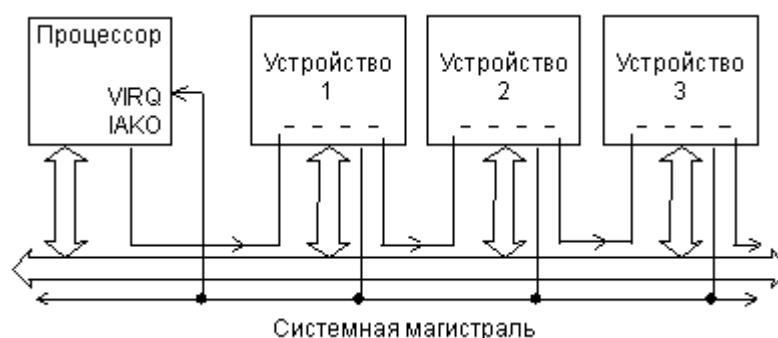 Процессор
VIRQ
IAKO
Устройство
1
Устройство
2
Устройство
3
Системная магистраль